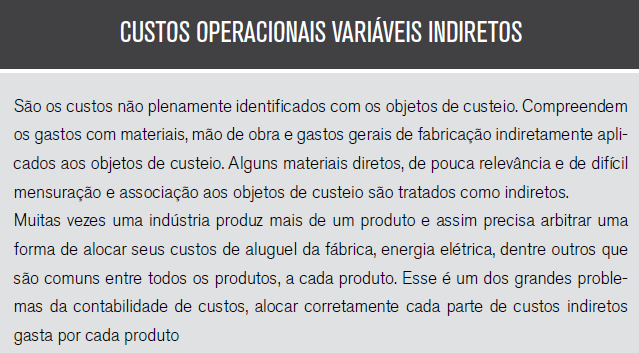 CUSTOS OPERACIONAIS VARIÁVEIS INDIRETOS
São os custos não plenamente identificados com os objetos de custeio. Compreendem
os gastos com materiais, mão de obra e gastos gerais de fabricação indiretamente apli-
cados aos objetos de custeio. Alguns materiais diretos, de pouca relevância e de difícil
mensuração e associação aos objetos de custeio são tratados como indiretos.
Muitas vezes uma indústria produz mais de um produto e assim precisa arbitrar uma
forma de alocar seus custos de aluguel da fábrica, energia elétrica, dentre outros que
são comuns entre todos os produtos, a cada produto. Esse é um dos grandes proble-
mas da contabilidade de custos, alocar corretamente cada parte de custos indiretos
gasta por cada produto